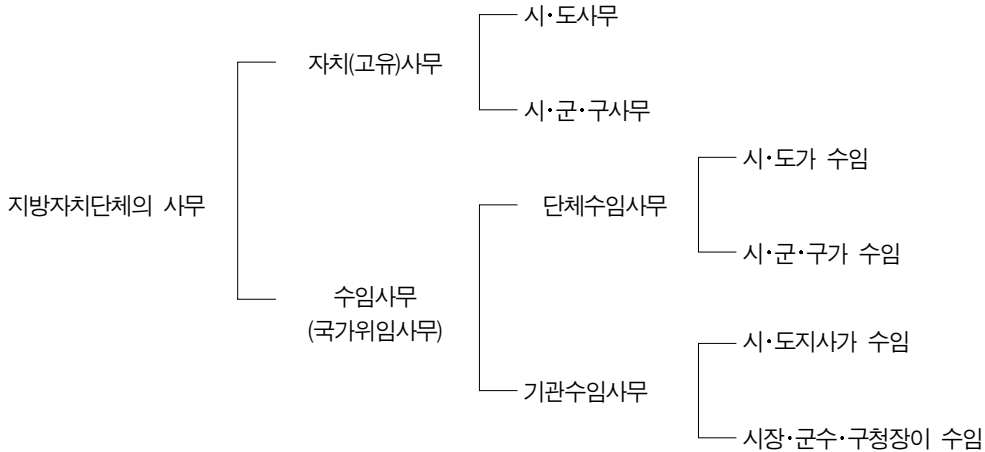 시·도사무
자치(고유)사무
시·군·구사무
시·도가 수임
지방자치단체의 사무
단체수임사무
시·군·구가 수임
수임사무
(국가위임사무)
시·도지사가 수임
기관수임사무
시장·군수·구청장이 수임